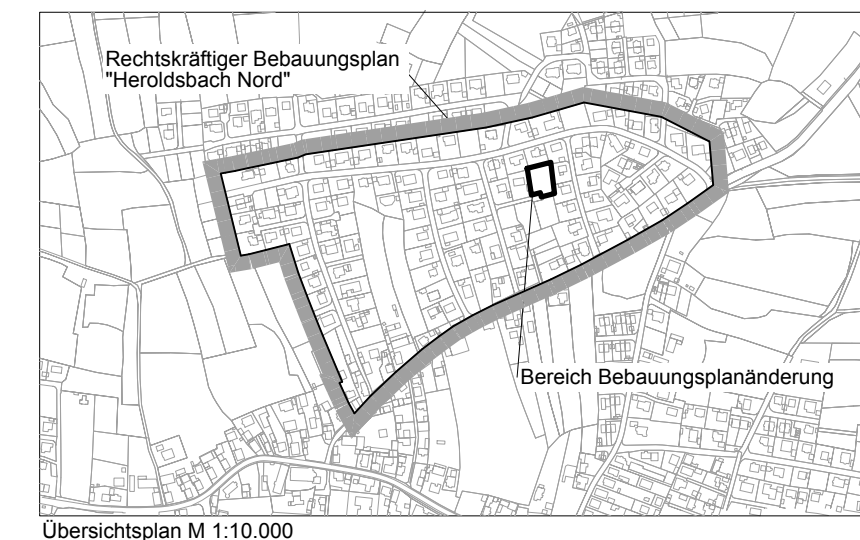 Rechtskräftiger Bebauungsplan
"Heroldsbach Nord"
Bereich Bebauungsplanänderung
Übersichtsplan M 1:10.000